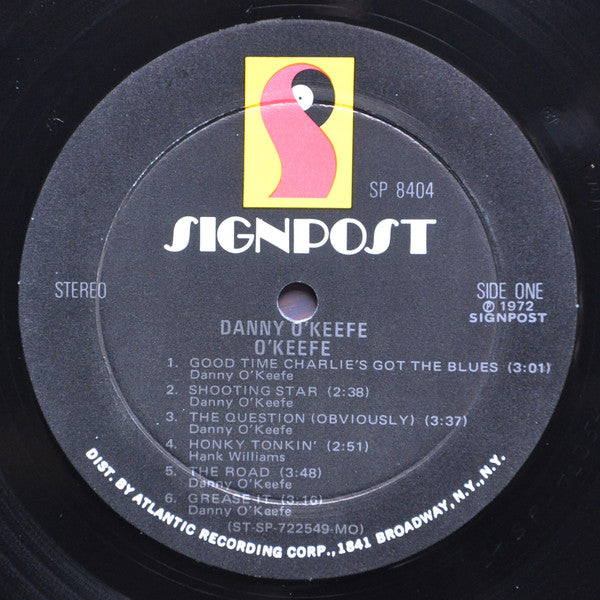 SP 8404
SIGNPOST
STEREO
SIDE ONE
℗ 1972
SIGNPOST
DANNY O'KEEFE
O'KEEFE
1. GOOD TIME CHARLIE'S GOT THE BLUES (3:01)
Danny O'Keefe
2. SHOOTING STAR (2:38)
Danny O'Keefe
3. THE QUESTION (OBVIOUSLY) (3:37)
Danny O'Keefe
4. HONKY TONKIN' (2:51)
Hank Williams
5. THE ROAD (3:48)
Danny O'Keefe
6. GREASE IT (3:16)
Danny O'Keefe
(ST-SP-722549-MO)
DIST. BY ATLANTIC RECORDING CORP., 1841 BROADWAY, N.Y., N.Y.